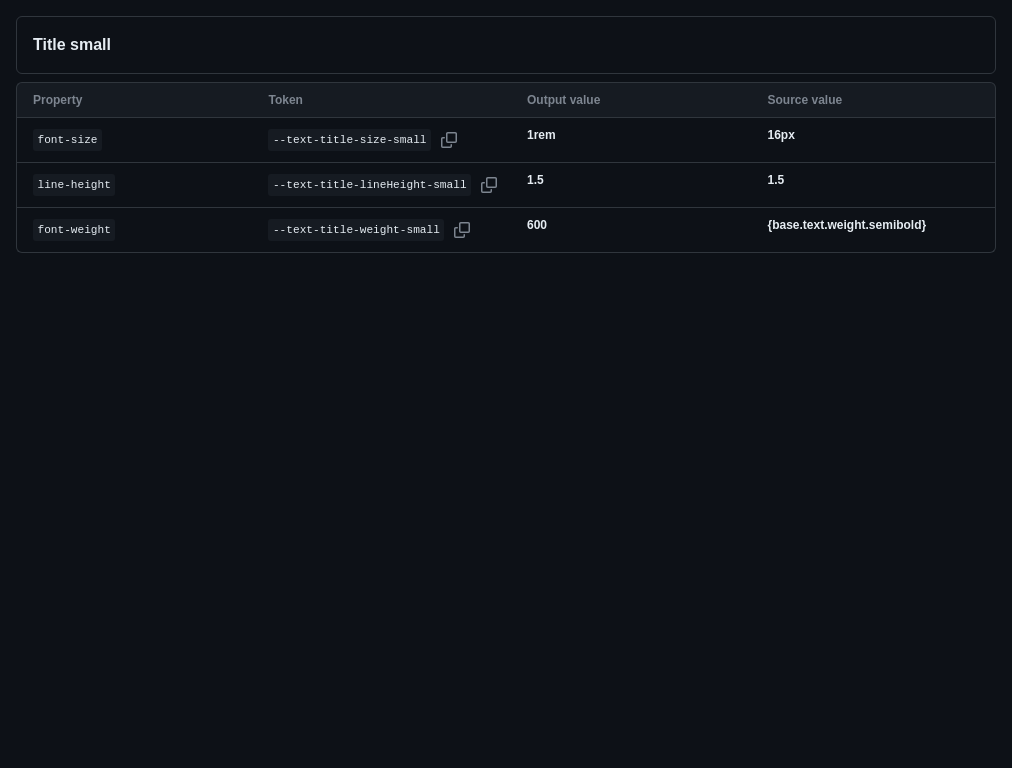 Title small
Property Token Output value Source value
font-size --text-title-size-small 1rem 16px
line-height --text-title-lineHeight-small 1.5 1.5
font-weight --text-title-weight-small 600 {base.text.weight.semibold}